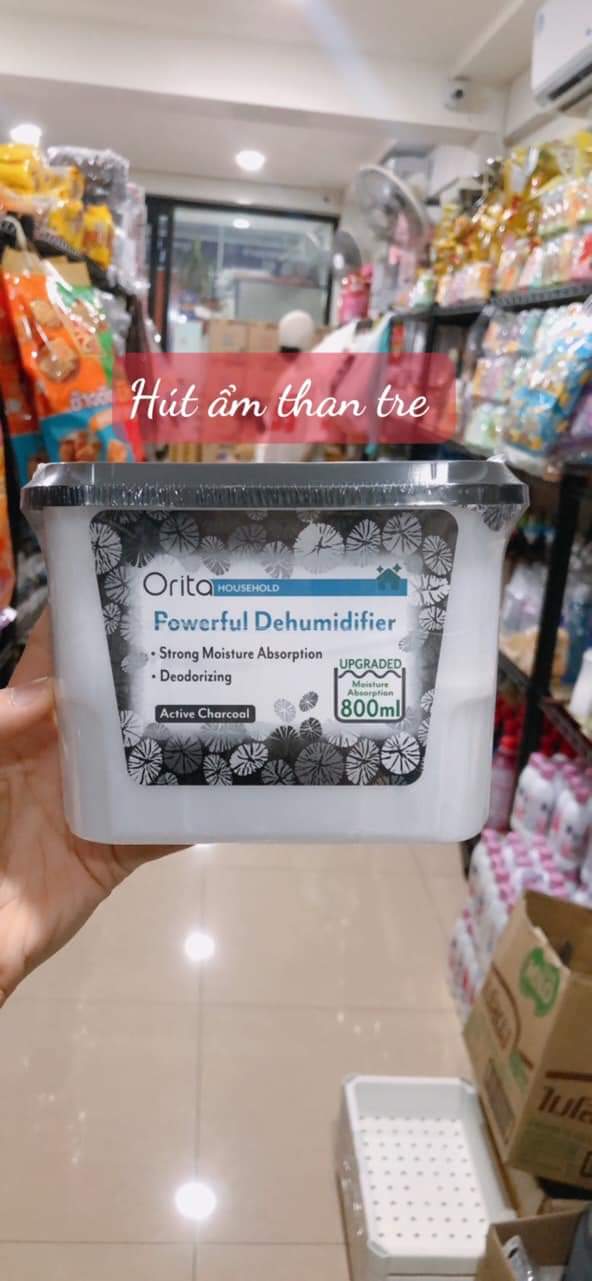 Hút ẩm than tre
Orita HOUSEHOLD
Powerful Dehumidifier
• Strong Moisture Absorption
• Deodorizing
UPGRADED
Moisture
Absorption
800ml
Active Charcoal